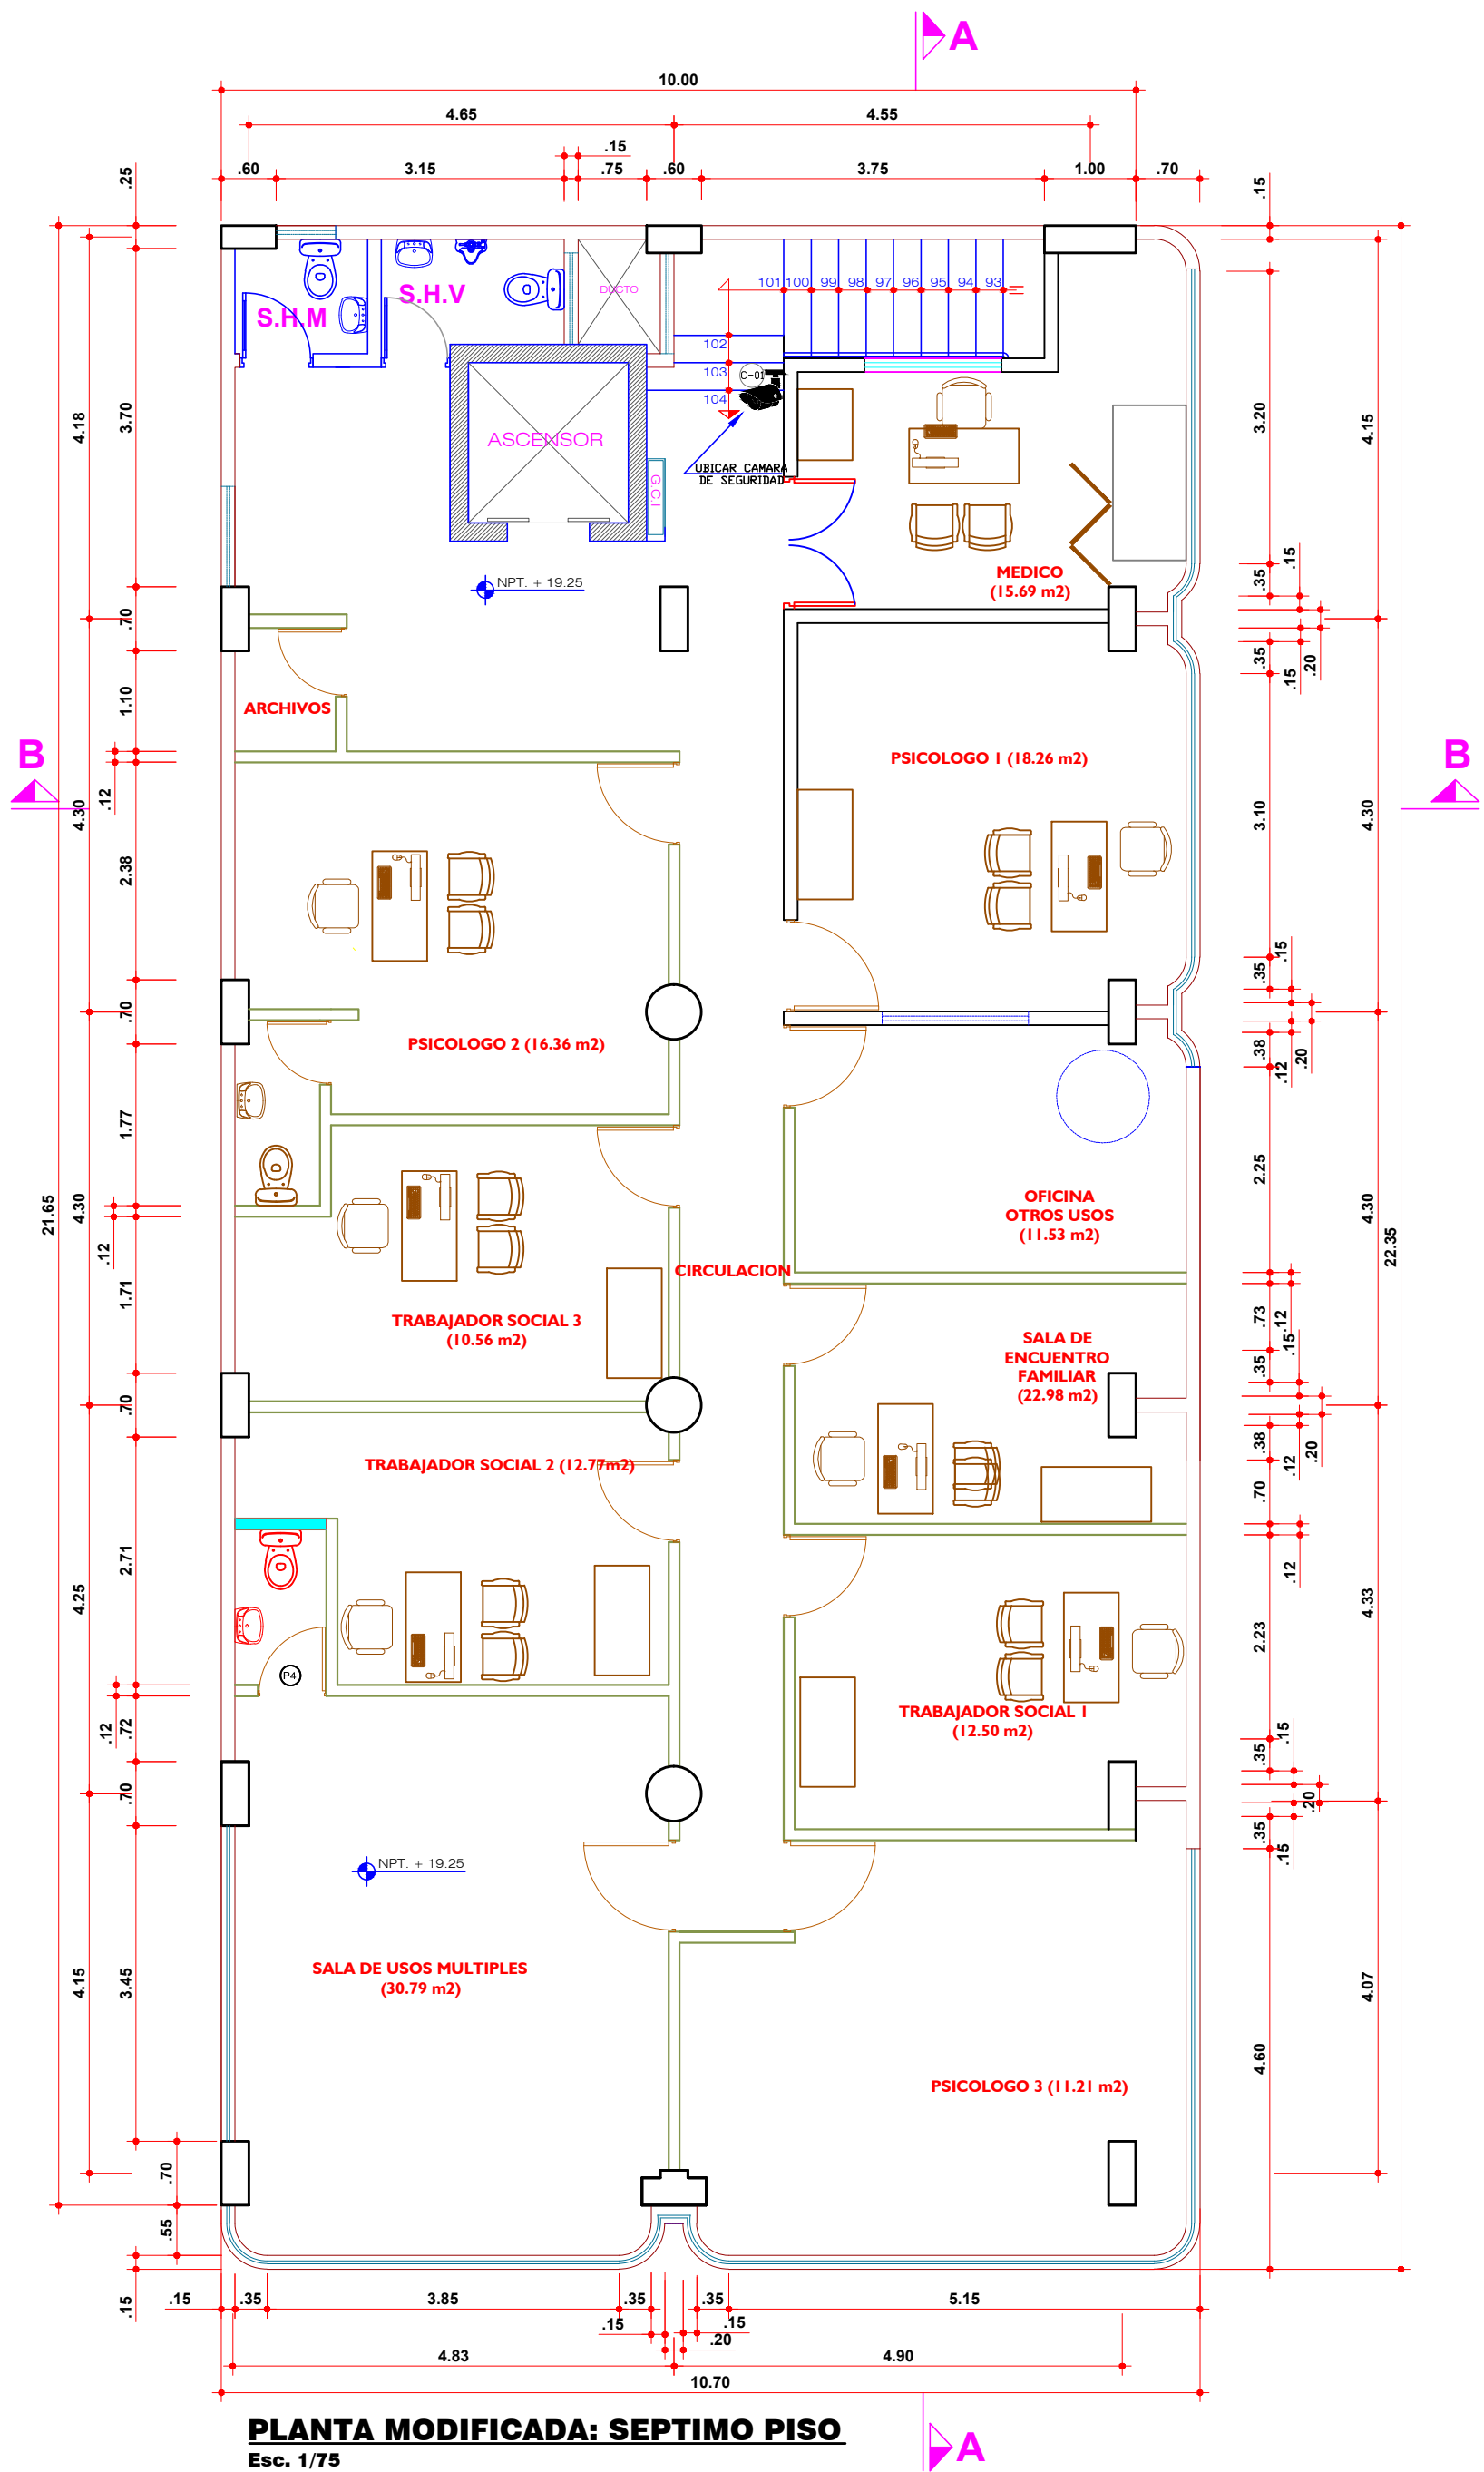 A
10.00
4.65
4.55
.15
.60
3.15
.75
.60
3.75
1.00
.70
.25
.15
S.H.M
S.H.V
DUCTO
101
100
99
98
97
96
95
94
93
102
103
104
C-01
ASCENSOR
G.C.I
UBICAR CAMARA
DE SEGURIDAD
4.18
3.70
3.20
4.15
NPT. + 19.25
MEDICO
(15.69 m2)
.70
.35
.15
.35
.15
.20
1.10
ARCHIVOS
B
B
PSICOLOGO 1 (18.26 m2)
.12
4.30
2.38
3.10
4.30
.70
.35
.15
.38
.12
.20
PSICOLOGO 2 (16.36 m2)
1.77
2.25
OFICINA
OTROS USOS
(11.53 m2)
21.65
4.30
.12
4.30
22.35
CIRCULACION
1.71
TRABAJADOR SOCIAL 3
(10.56 m2)
.73
.12
.15
.35
SALA DE
ENCUENTRO
FAMILIAR
(22.98 m2)
.70
.38
.12
.20
TRABAJADOR SOCIAL 2 (12.77m2)
.70
2.71
4.25
.12
4.33
2.23
P4
TRABAJADOR SOCIAL 1
(12.50 m2)
.12
.72
.35
.15
.70
.20
.35
.15
NPT. + 19.25
SALA DE USOS MULTIPLES
(30.79 m2)
4.15
3.45
4.07
4.60
PSICOLOGO 3 (11.21 m2)
.70
.55
.15
.15
.35
3.85
.35
.35
5.15
.15
.15
.20
4.83
4.90
10.70
PLANTA MODIFICADA: SEPTIMO PISO
Esc. 1/75
A